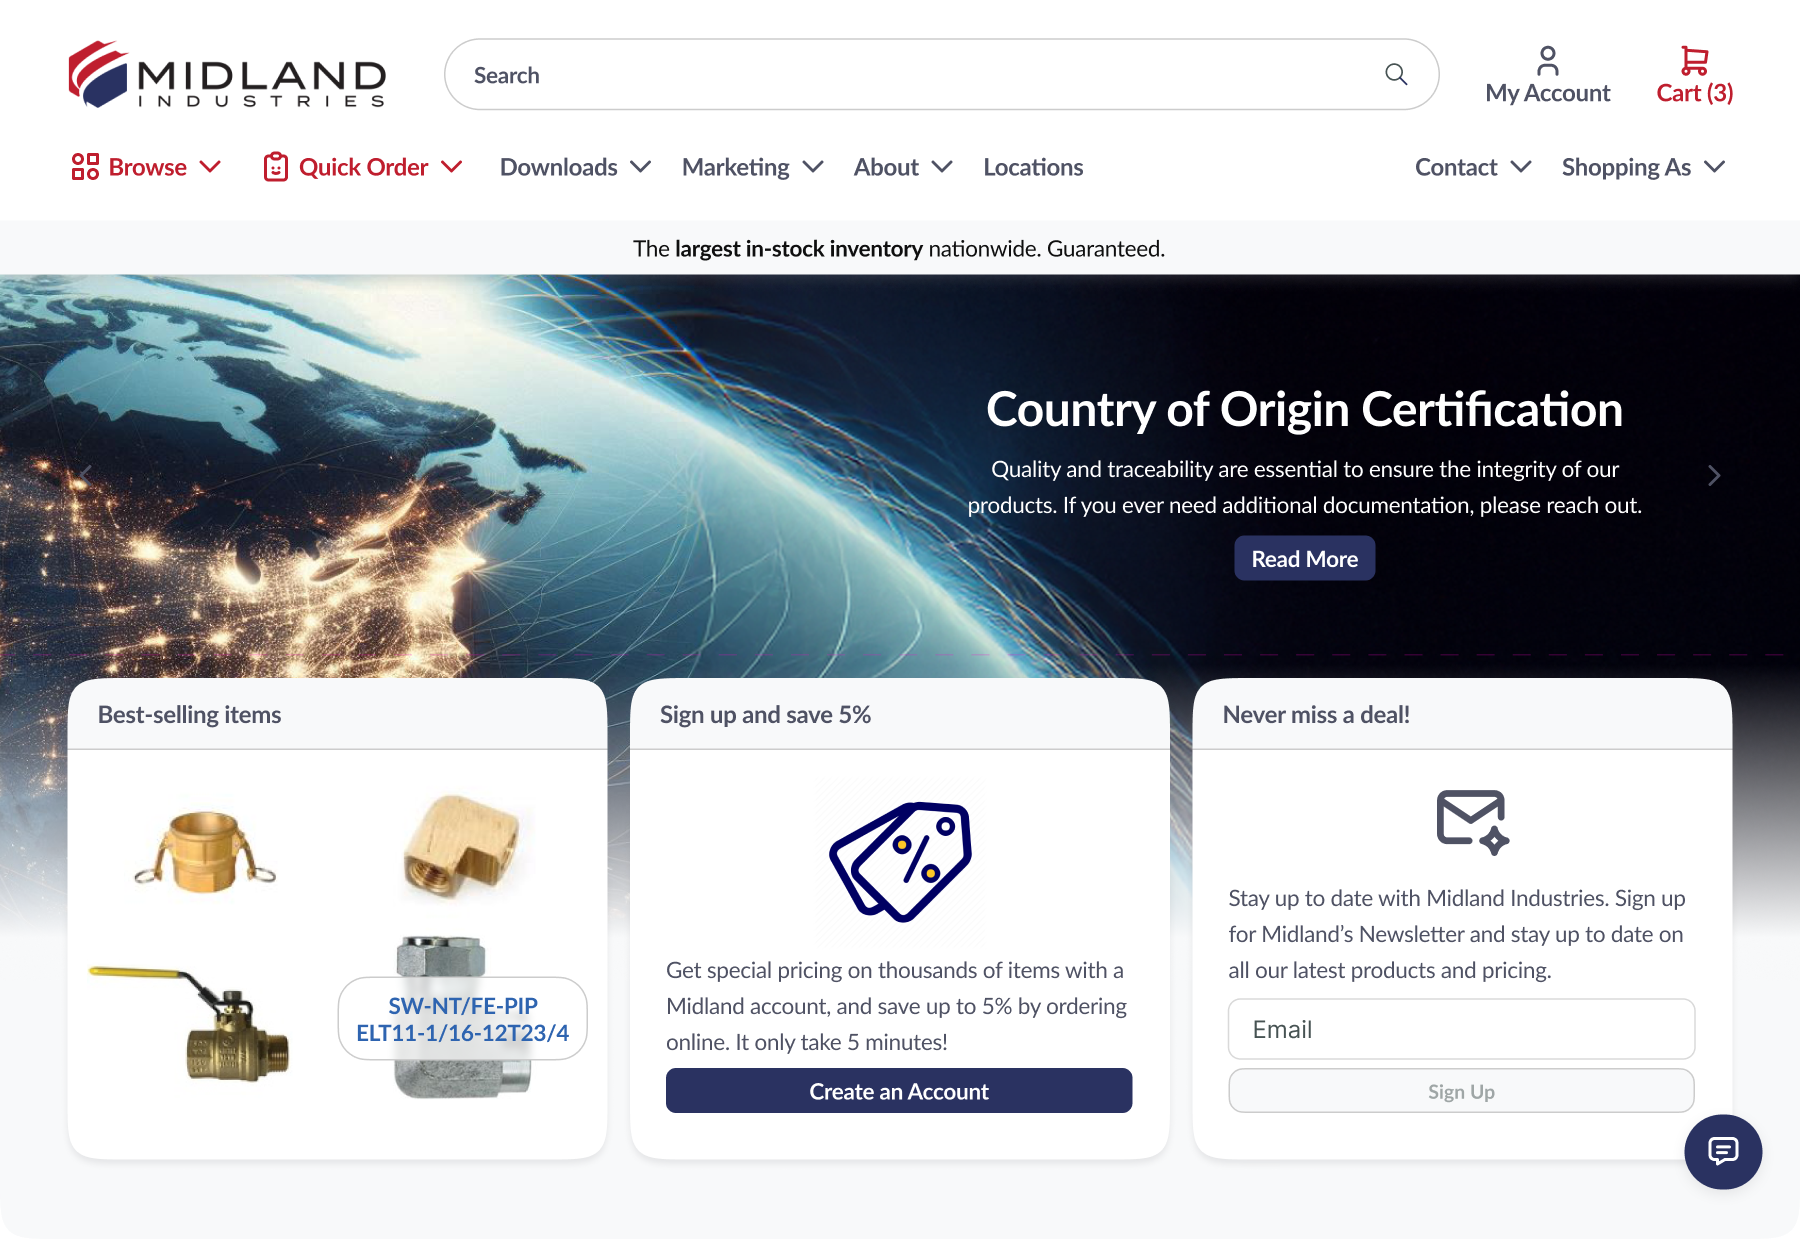 MIDLAND
INDUSTRIES
Search
My Account
Cart (3)
Browse
Quick Order
Downloads
Marketing
About
Locations
Contact
Shopping As
The largest in-stock inventory nationwide. Guaranteed.
Country of Origin Certification
Quality and traceability are essential to ensure the integrity of our
products. If you ever need additional documentation, please reach out.
Read More
Best-selling items
SW-NT/FE-PIP
ELT11-1/16-12T23/4
Sign up and save 5%
Get special pricing on thousands of items with a
Midland account, and save up to 5% by ordering
online. It only take 5 minutes!
Create an Account
Never miss a deal!
Stay up to date with Midland Industries. Sign up
for Midland's Newsletter and stay up to date on
all our latest products and pricing.
Email
Sign Up